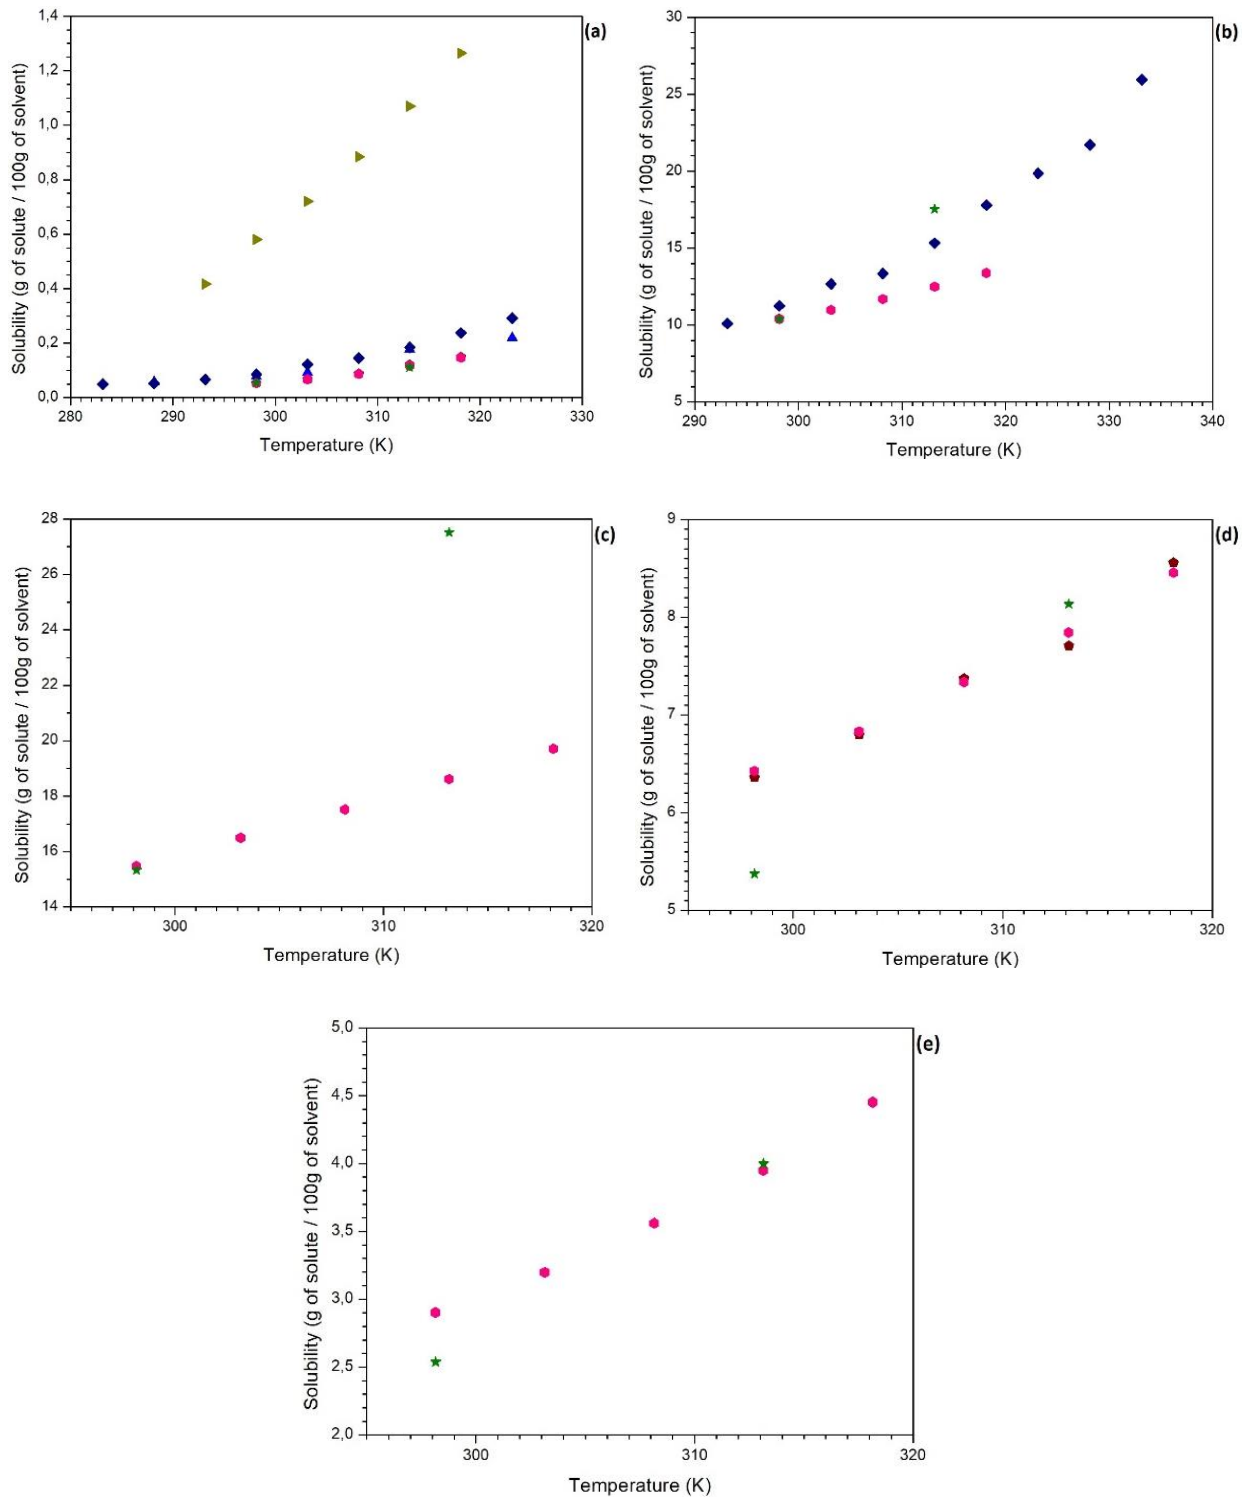 (a)
Solubility (g of solute / 100g of solvent)
1,4
1,2
1,0
0,8
0,6
0,4
0,2
0,0
280 290 300 310 320 330
Temperature (K)
(b)
Solubility (g of solute / 100g of solvent)
30
25
20
15
10
5
290 300 310 320 330 340
Temperature (K)
(c)
Solubility (g of solute / 100g of solvent)
28
26
24
22
20
18
16
14
300 310 320
Temperature (K)
(d)
Solubility (g of solute / 100g of solvent)
9
8
7
6
5
300 310 320
Temperature (K)
(e)
Solubility (g of solute / 100g of solvent)
5,0
4,5
4,0
3,5
3,0
2,5
2,0
300 310 320
Temperature (K)